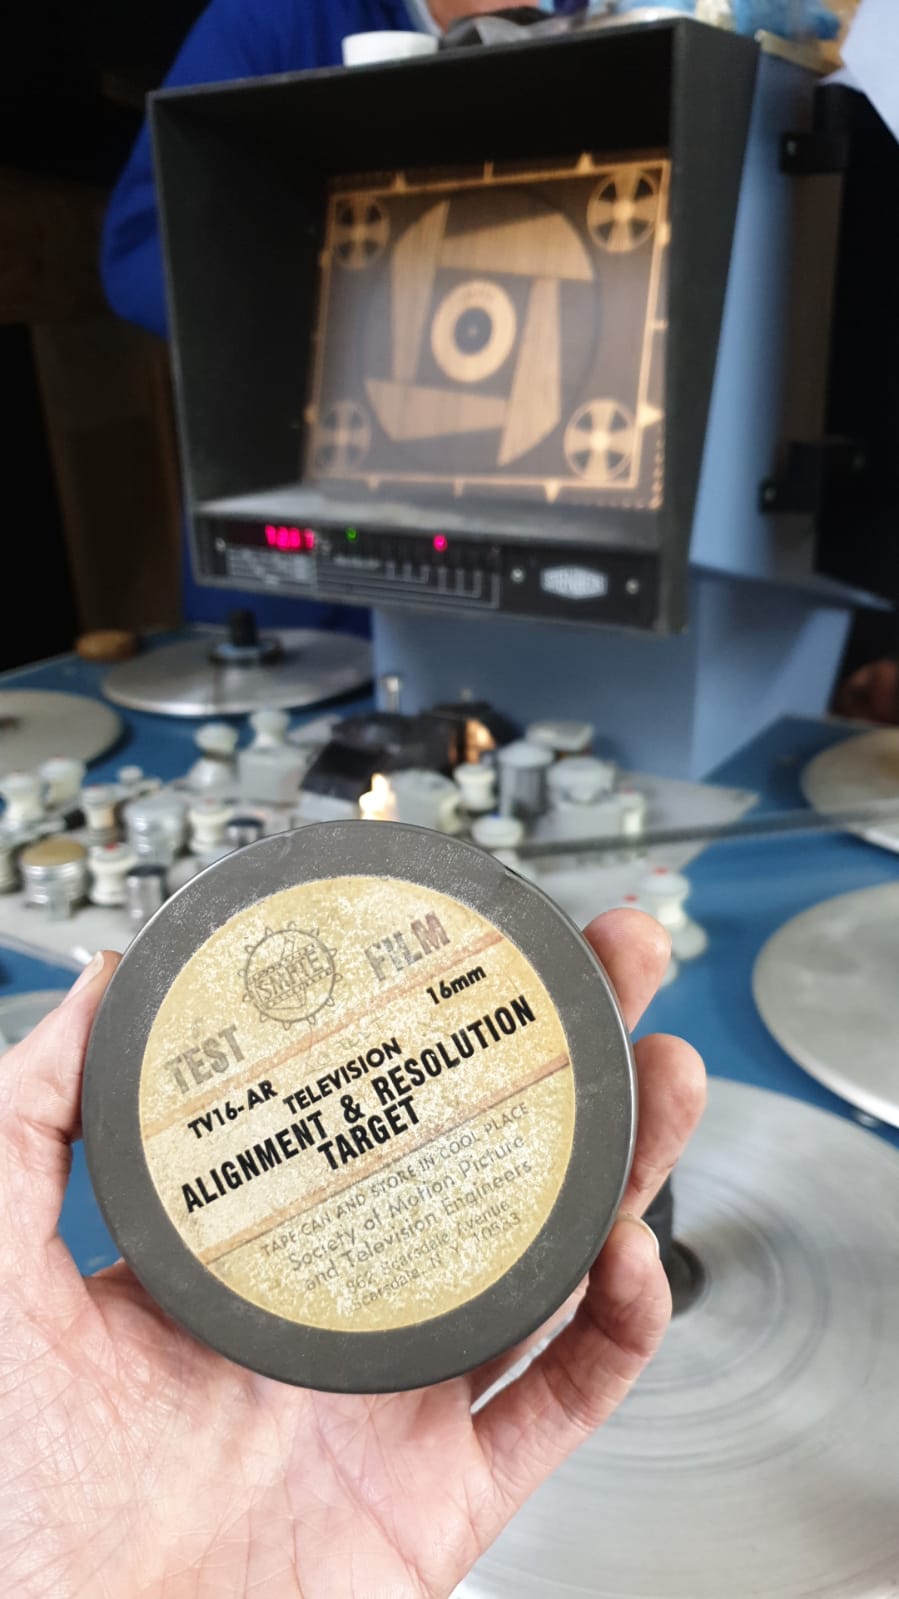 STEENBECK
SMPTE
TEST FILM
16mm
TV16-AR TELEVISION
ALIGNMENT & RESOLUTION
TARGET
TAPE CAN AND STORE IN COOL PLACE
Society of Motion Picture
and Television Engineers
862 Scarsdale Avenue
Scarsdale, N. Y. 10583